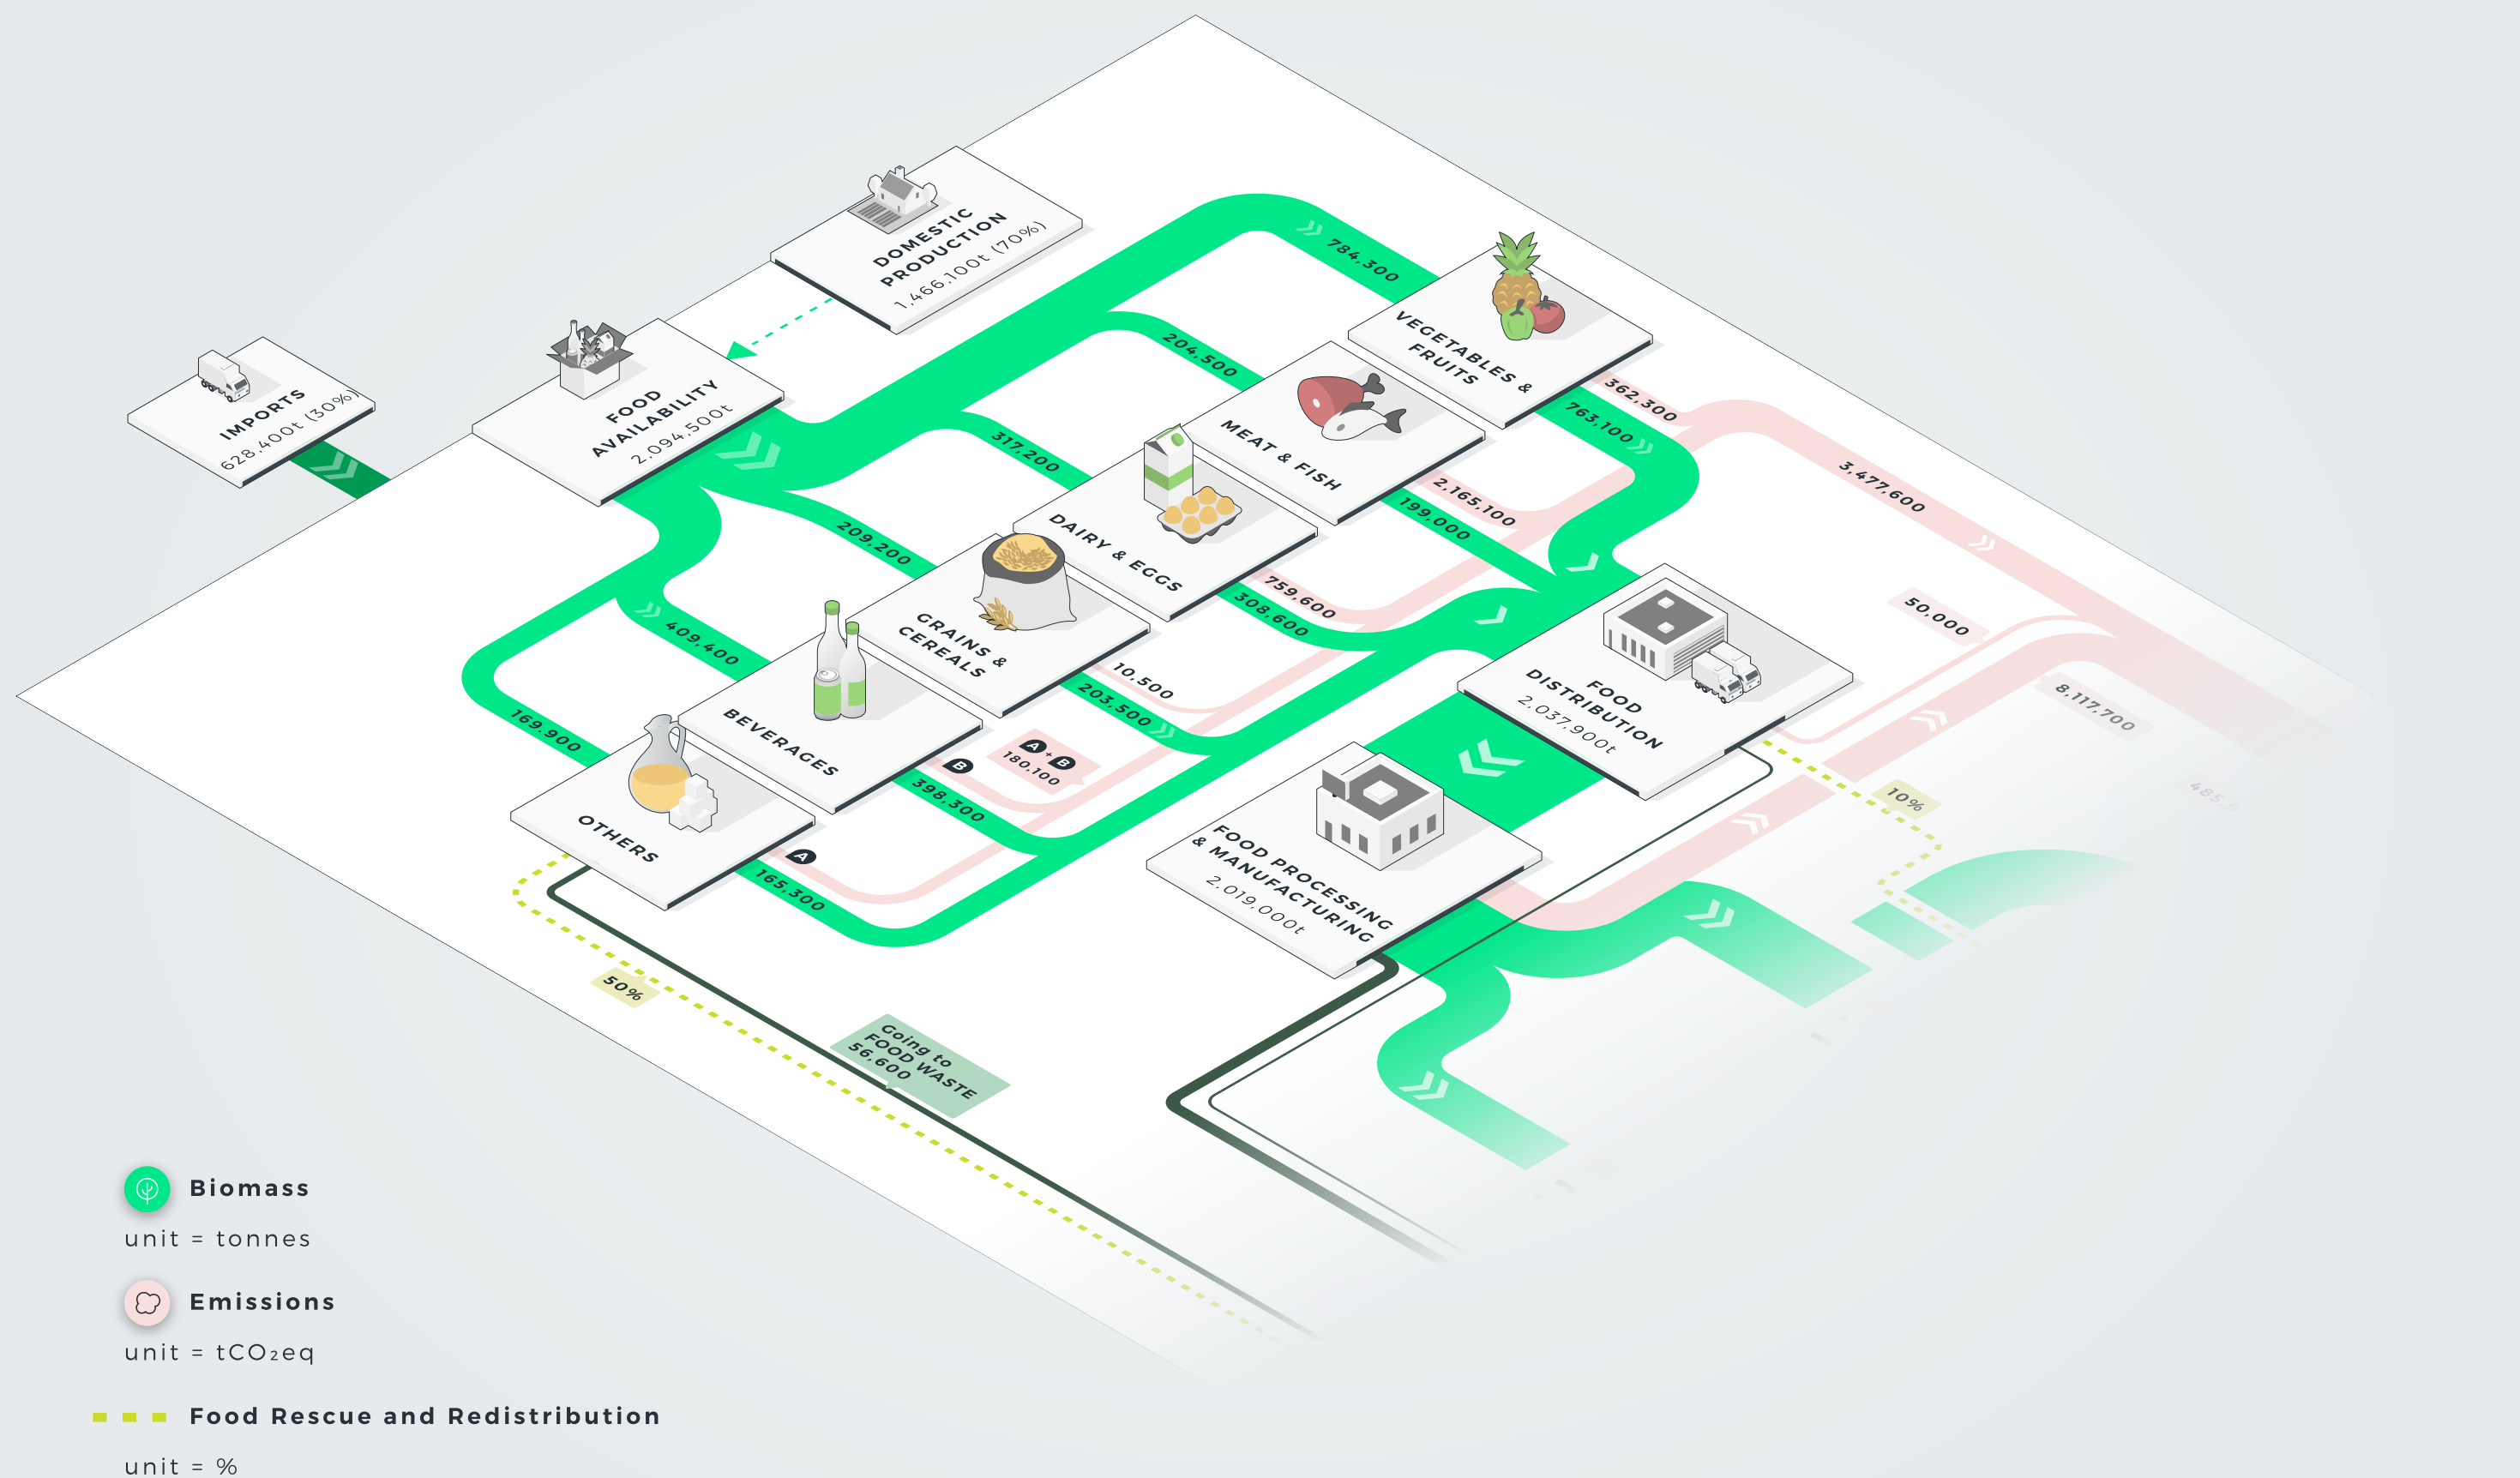 DOMESTIC
PRODUCTION
1,466,100t (70%)
IMPORTS
628,400t (30%)
FOOD
AVAILABILITY
2,094,500t
784,300
204,500
317,200
209,200
409,400
169,900
VEGETABLES &
FRUITS
MEAT & FISH
DAIRY & EGGS
GRAINS &
CEREALS
BEVERAGES
OTHERS
362,300
763,100
2,165,100
199,000
759,600
308,600
10,500
203,500
A + B
180,100
B
398,300
A
165,300
3,477,600
50,000
8,117,700
10%
FOOD
DISTRIBUTION
2,037,900t
FOOD PROCESSING
& MANUFACTURING
2,019,000t
50%
Going to
FOOD WASTE
56,600
Biomass
unit = tonnes
Emissions
unit = tCO₂eq
Food Rescue and Redistribution
unit = %